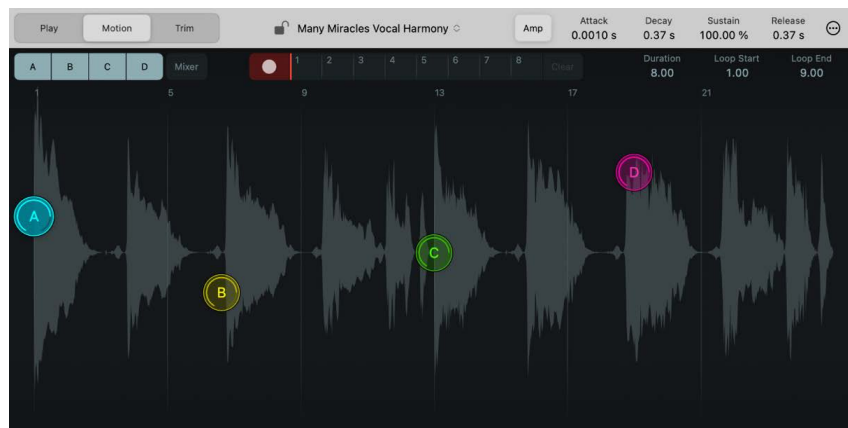 Play Motion Trim Many Miracles Vocal Harmony Amp Attack Decay Sustain Release
0.0010 s 0.37 s 100.00 % 0.37 s
A B C D Mixer 1 2 3 4 5 6 7 8 Clear Duration Loop Start Loop End
8.00 1.00 9.00
1 5 9 13 17 21
D
A
C
B